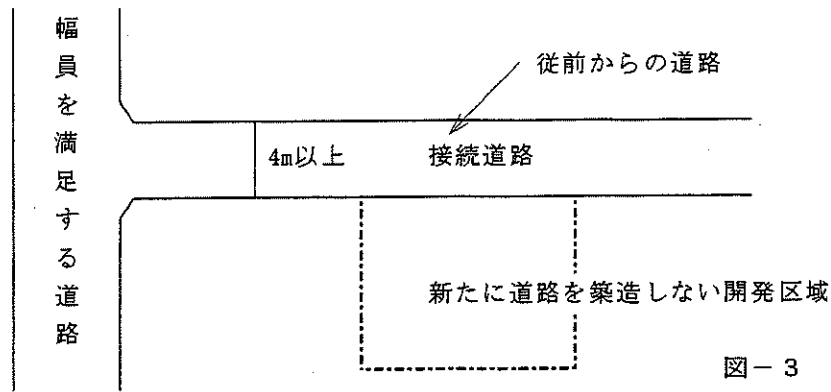 幅員を満足する道路
従前からの道路
4m以上
接続道路
新たに道路を築造しない開発区域
図－3